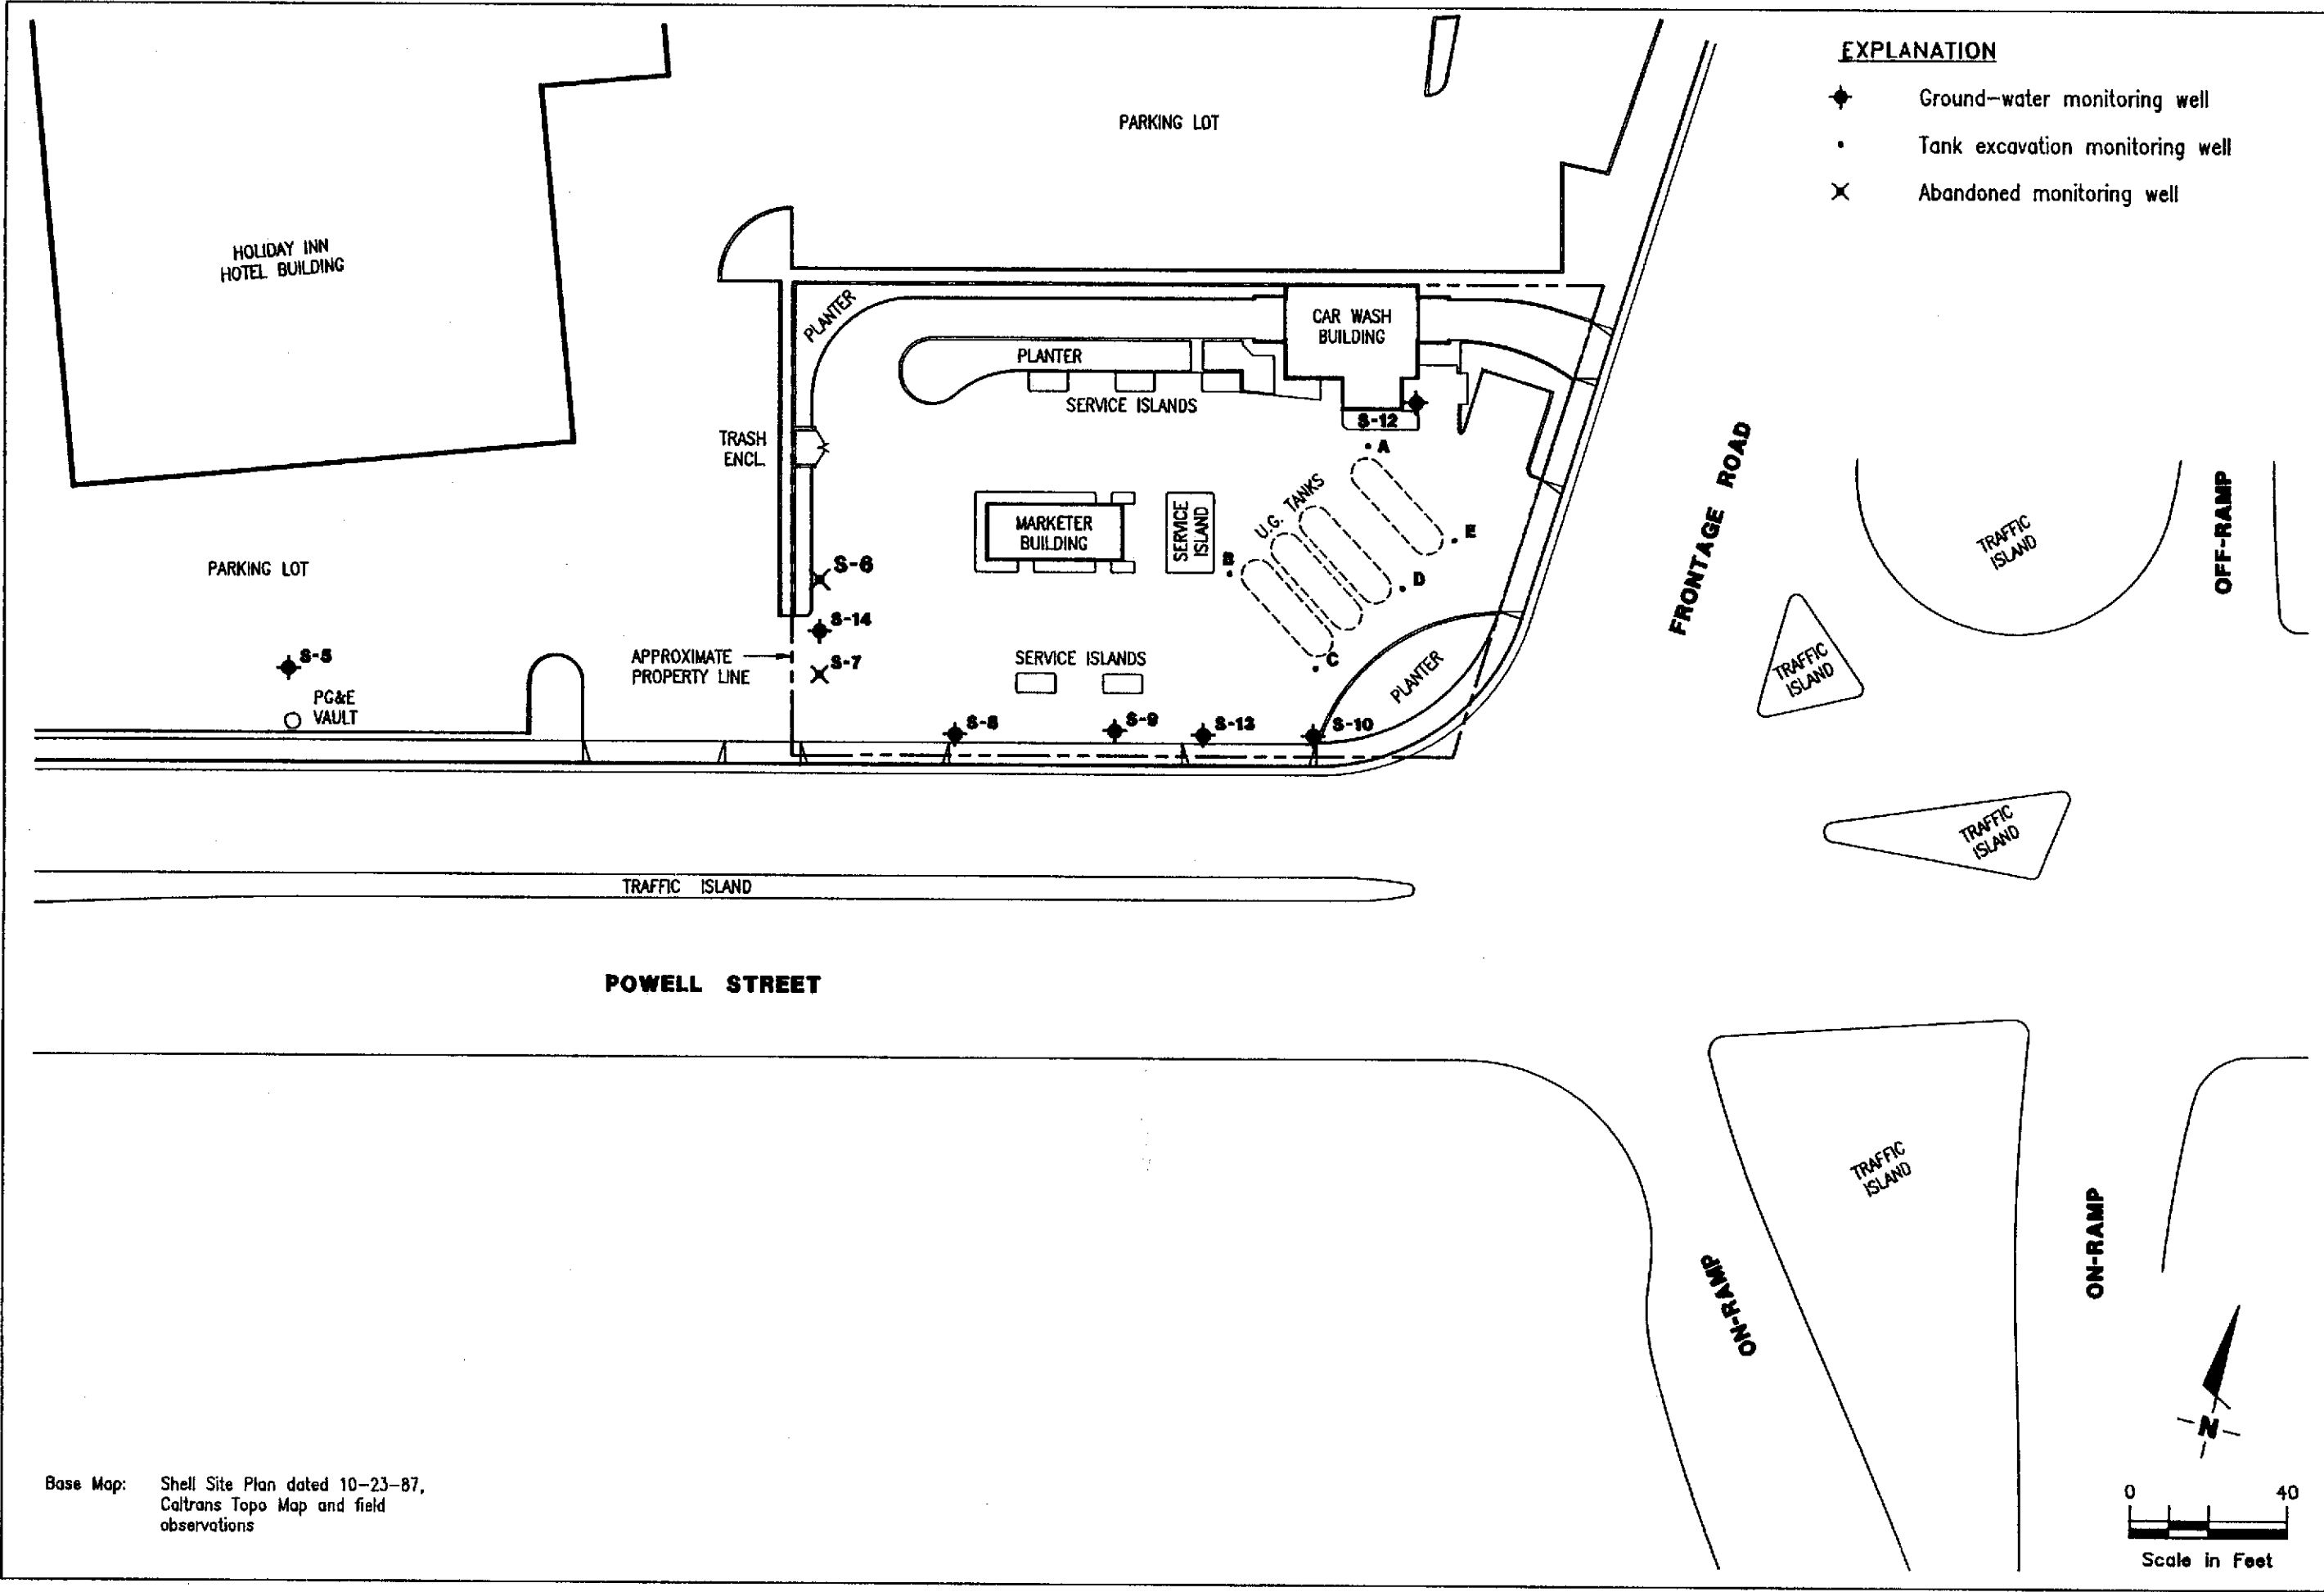 EXPLANATION
Ground-water monitoring well
Tank excavation monitoring well
Abandoned monitoring well
PARKING LOT
HOLIDAY INN
HOTEL BUILDING
PLANTER
CAR WASH
BUILDING
PLANTER
SERVICE ISLANDS
S-12
A
TRASH
ENCL.
U.G. TANKS
MARKETER
BUILDING
SERVICE
ISLAND
B
E
D
C
FRONTAGE ROAD
TRAFFIC
ISLAND
OFF-RAMP
PARKING LOT
S-6
S-14
S-7
S-5
APPROXIMATE
PROPERTY LINE
SERVICE ISLANDS
PLANTER
TRAFFIC
ISLAND
PG&E
VAULT
S-8
S-9
S-13
S-10
TRAFFIC
ISLAND
TRAFFIC ISLAND
POWELL STREET
TRAFFIC
ISLAND
ON-RAMP
ON-RAMP
N
Base Map: Shell Site Plan dated 10-23-87,
Caltrans Topo Map and field
observations
0 40
Scale in Feet